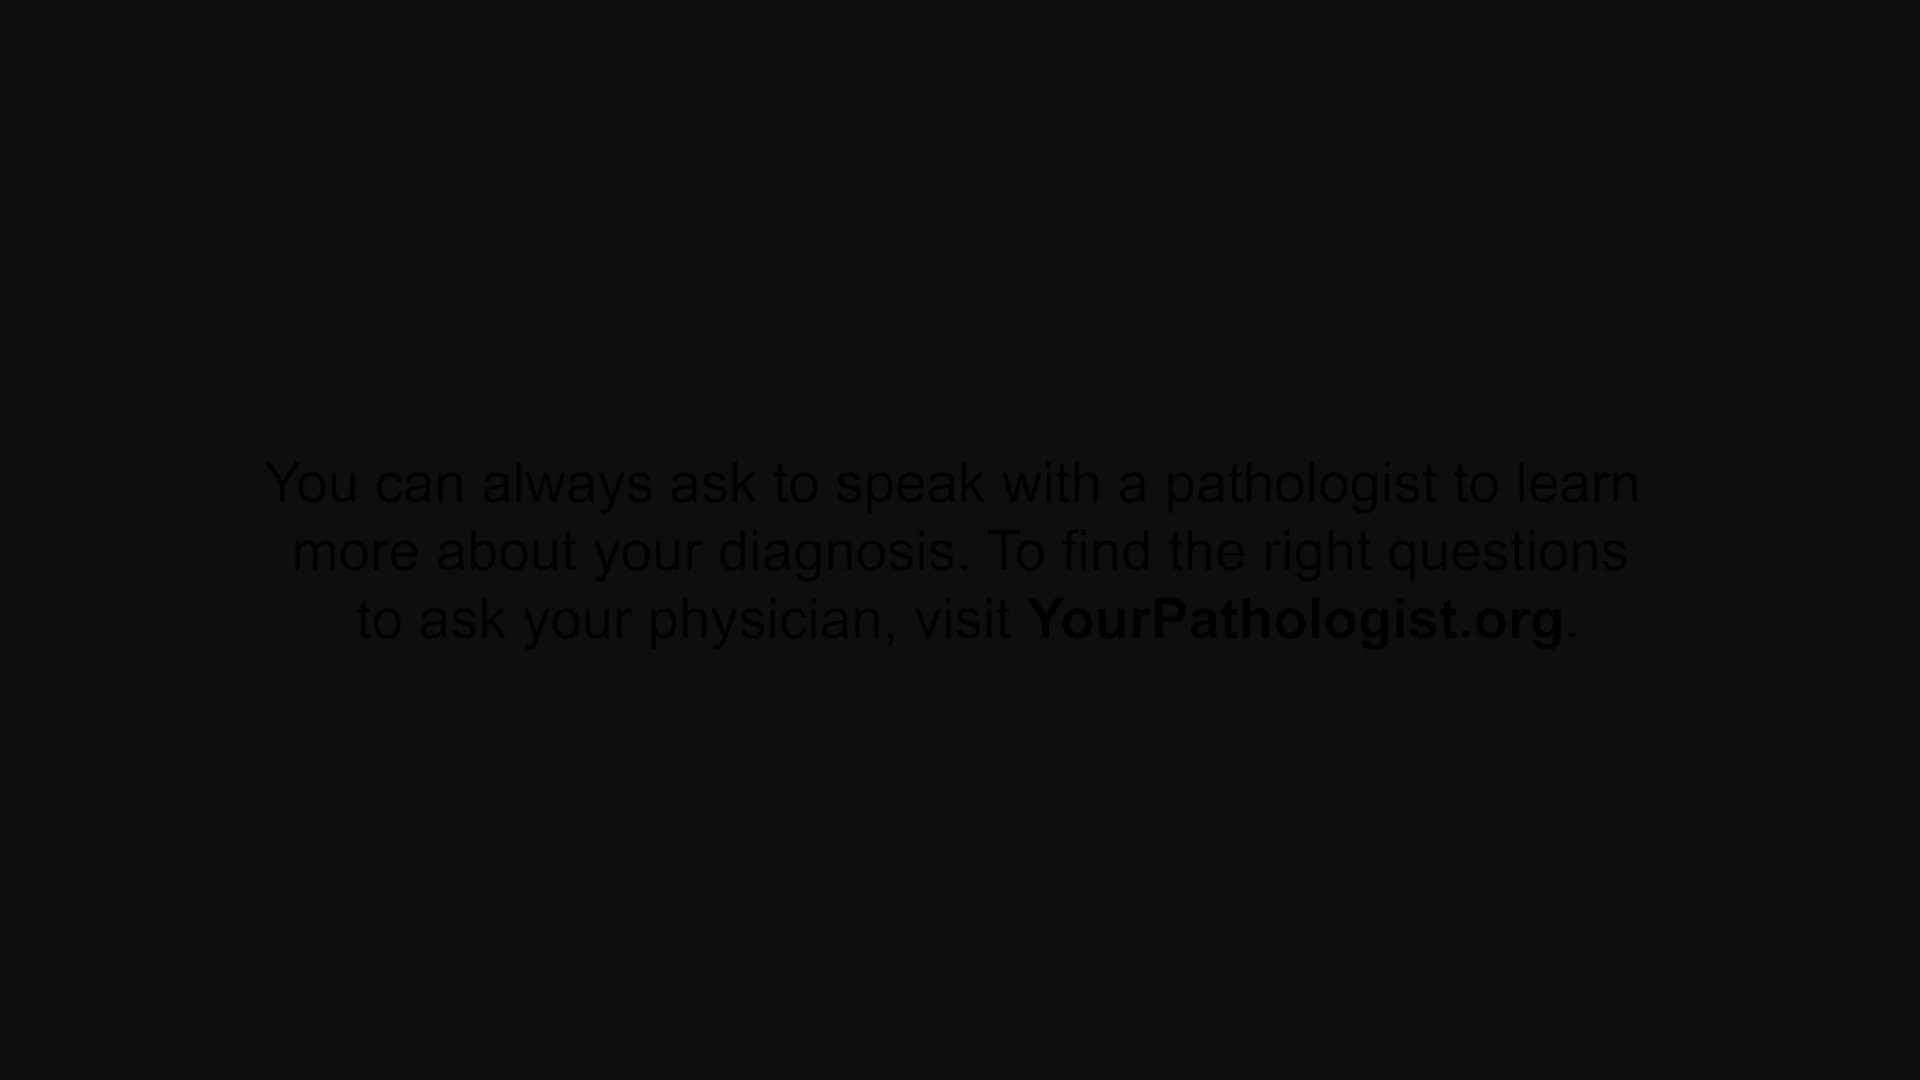 You can always ask to speak with a pathologist to learn
more about your diagnosis. To find the right questions
to ask your physician, visit YourPathologist.org.